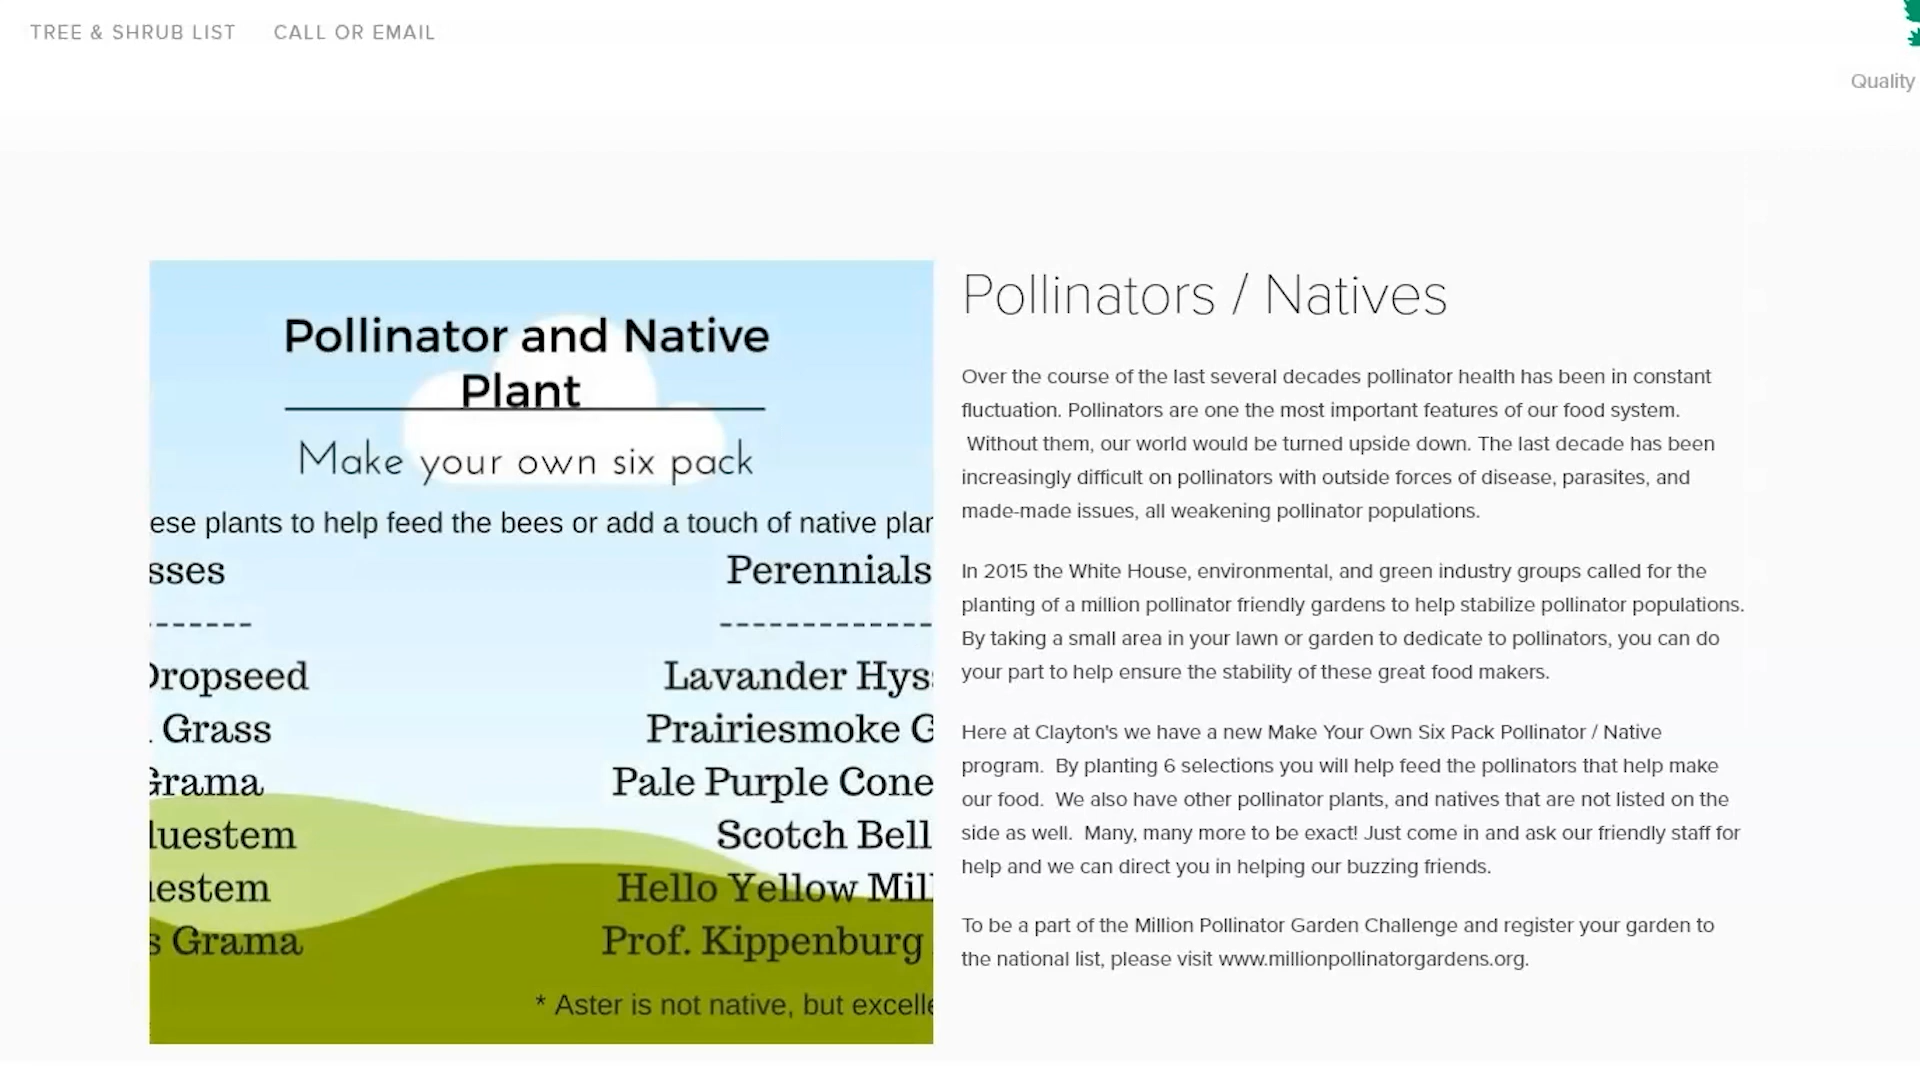 TREE & SHRUB LIST CALL OR EMAIL
Quality
Pollinator and Native
Plant
Make your own six pack
ese plants to help feed the bees or add a touch of native plan
sses Perennials
------- -------------
Dropseed Lavander Hys
. Grass Prairiesmoke G
Grama Pale Purple Cone
luestem Scotch Bell
estem Hello Yellow Mil
s Grama Prof. Kippenburg
* Aster is not native, but excelle
Pollinators / Natives
Over the course of the last several decades pollinator health has been in constant
fluctuation. Pollinators are one the most important features of our food system.
Without them, our world would be turned upside down. The last decade has been
increasingly difficult on pollinators with outside forces of disease, parasites, and
made-made issues, all weakening pollinator populations.
In 2015 the White House, environmental, and green industry groups called for the
planting of a million pollinator friendly gardens to help stabilize pollinator populations.
By taking a small area in your lawn or garden to dedicate to pollinators, you can do
your part to help ensure the stability of these great food makers.
Here at Clayton's we have a new Make Your Own Six Pack Pollinator / Native
program. By planting 6 selections you will help feed the pollinators that help make
our food. We also have other pollinator plants, and natives that are not listed on the
side as well. Many, many more to be exact! Just come in and ask our friendly staff for
help and we can direct you in helping our buzzing friends.
To be a part of the Million Pollinator Garden Challenge and register your garden to
the national list, please visit www.millionpollinatorgardens.org.